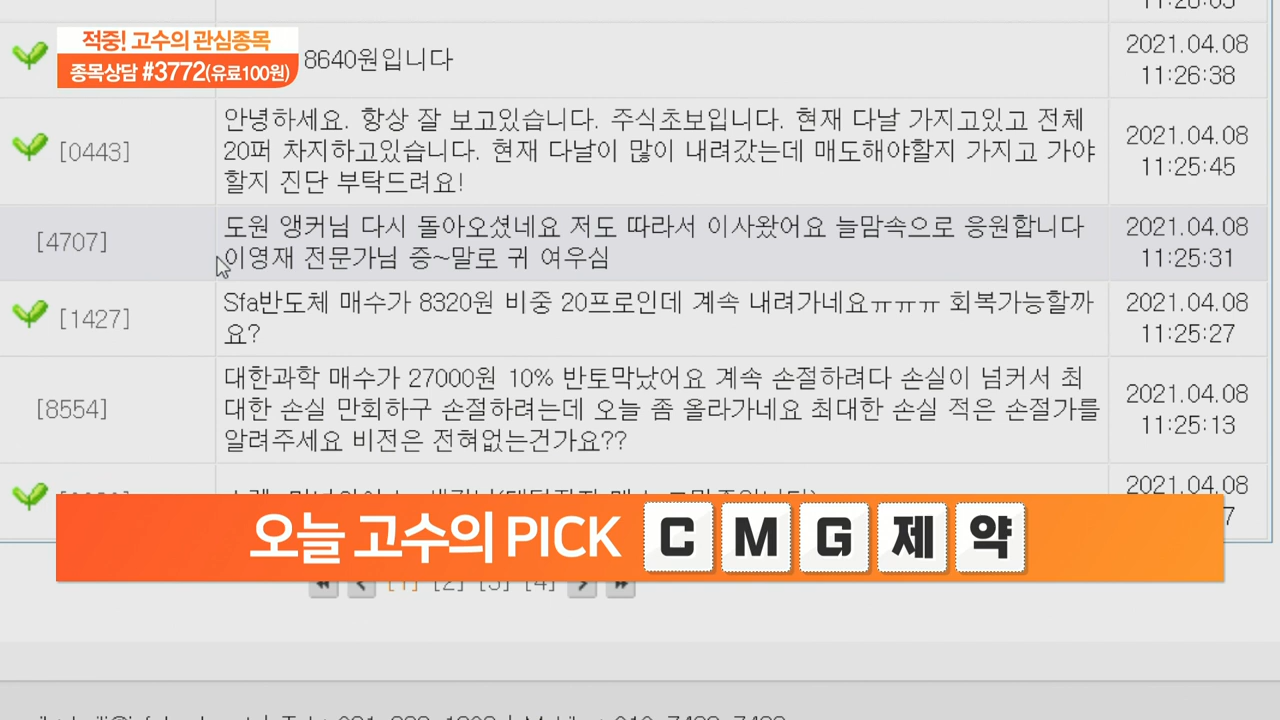 적중! 고수의 관심종목
종목상담 #3772(유료100원)
8640원입니다
2021.04.08
11:26:38
[0443]
안녕하세요. 항상 잘 보고있습니다. 주식초보입니다. 현재 다날 가지고있고 전체
20퍼 차지하고있습니다. 현재 다날이 많이 내려갔는데 매도해야할지 가지고 가야
할지 진단 부탁드려요!
2021.04.08
11:25:45
[4707]
도원 앵커님 다시 돌아오셨네요 저도 따라서 이사왔어요 늘맘속으로 응원합니다
이영재 전문가님 증~말로 귀 여우심
2021.04.08
11:25:31
[1427]
Sfa반도체 매수가 8320원 비중 20프로인데 계속 내려가네요ㅠㅠㅠ 회복가능할까
요?
2021.04.08
11:25:27
[8554]
대한과학 매수가 27000원 10% 반토막났어요 계속 손절하려다 손실이 넘커서 최
대한 손실 만회하구 손절하려는데 오늘 좀 올라가네요 최대한 손실 적은 손절가를
알려주세요 비전은 전혀없는건가요??
2021.04.08
11:25:13
2021.04.08
7
오늘 고수의 PICK CMG제약
[1] [2] [3] [4]